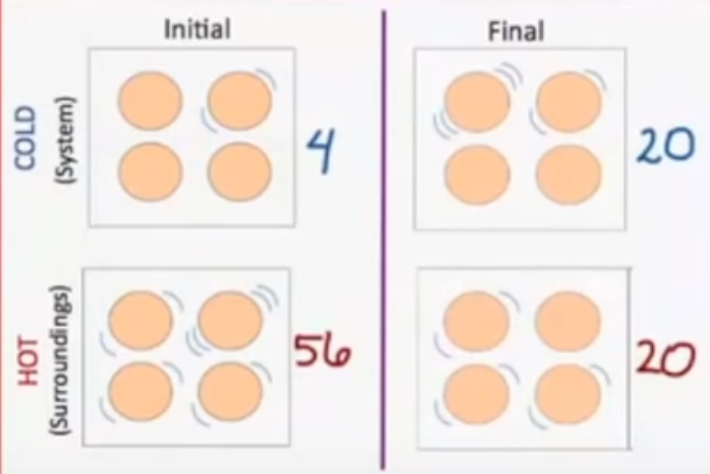 Initial
Final
COLD
(System)
4
20
HOT
(Surroundings)
56
20